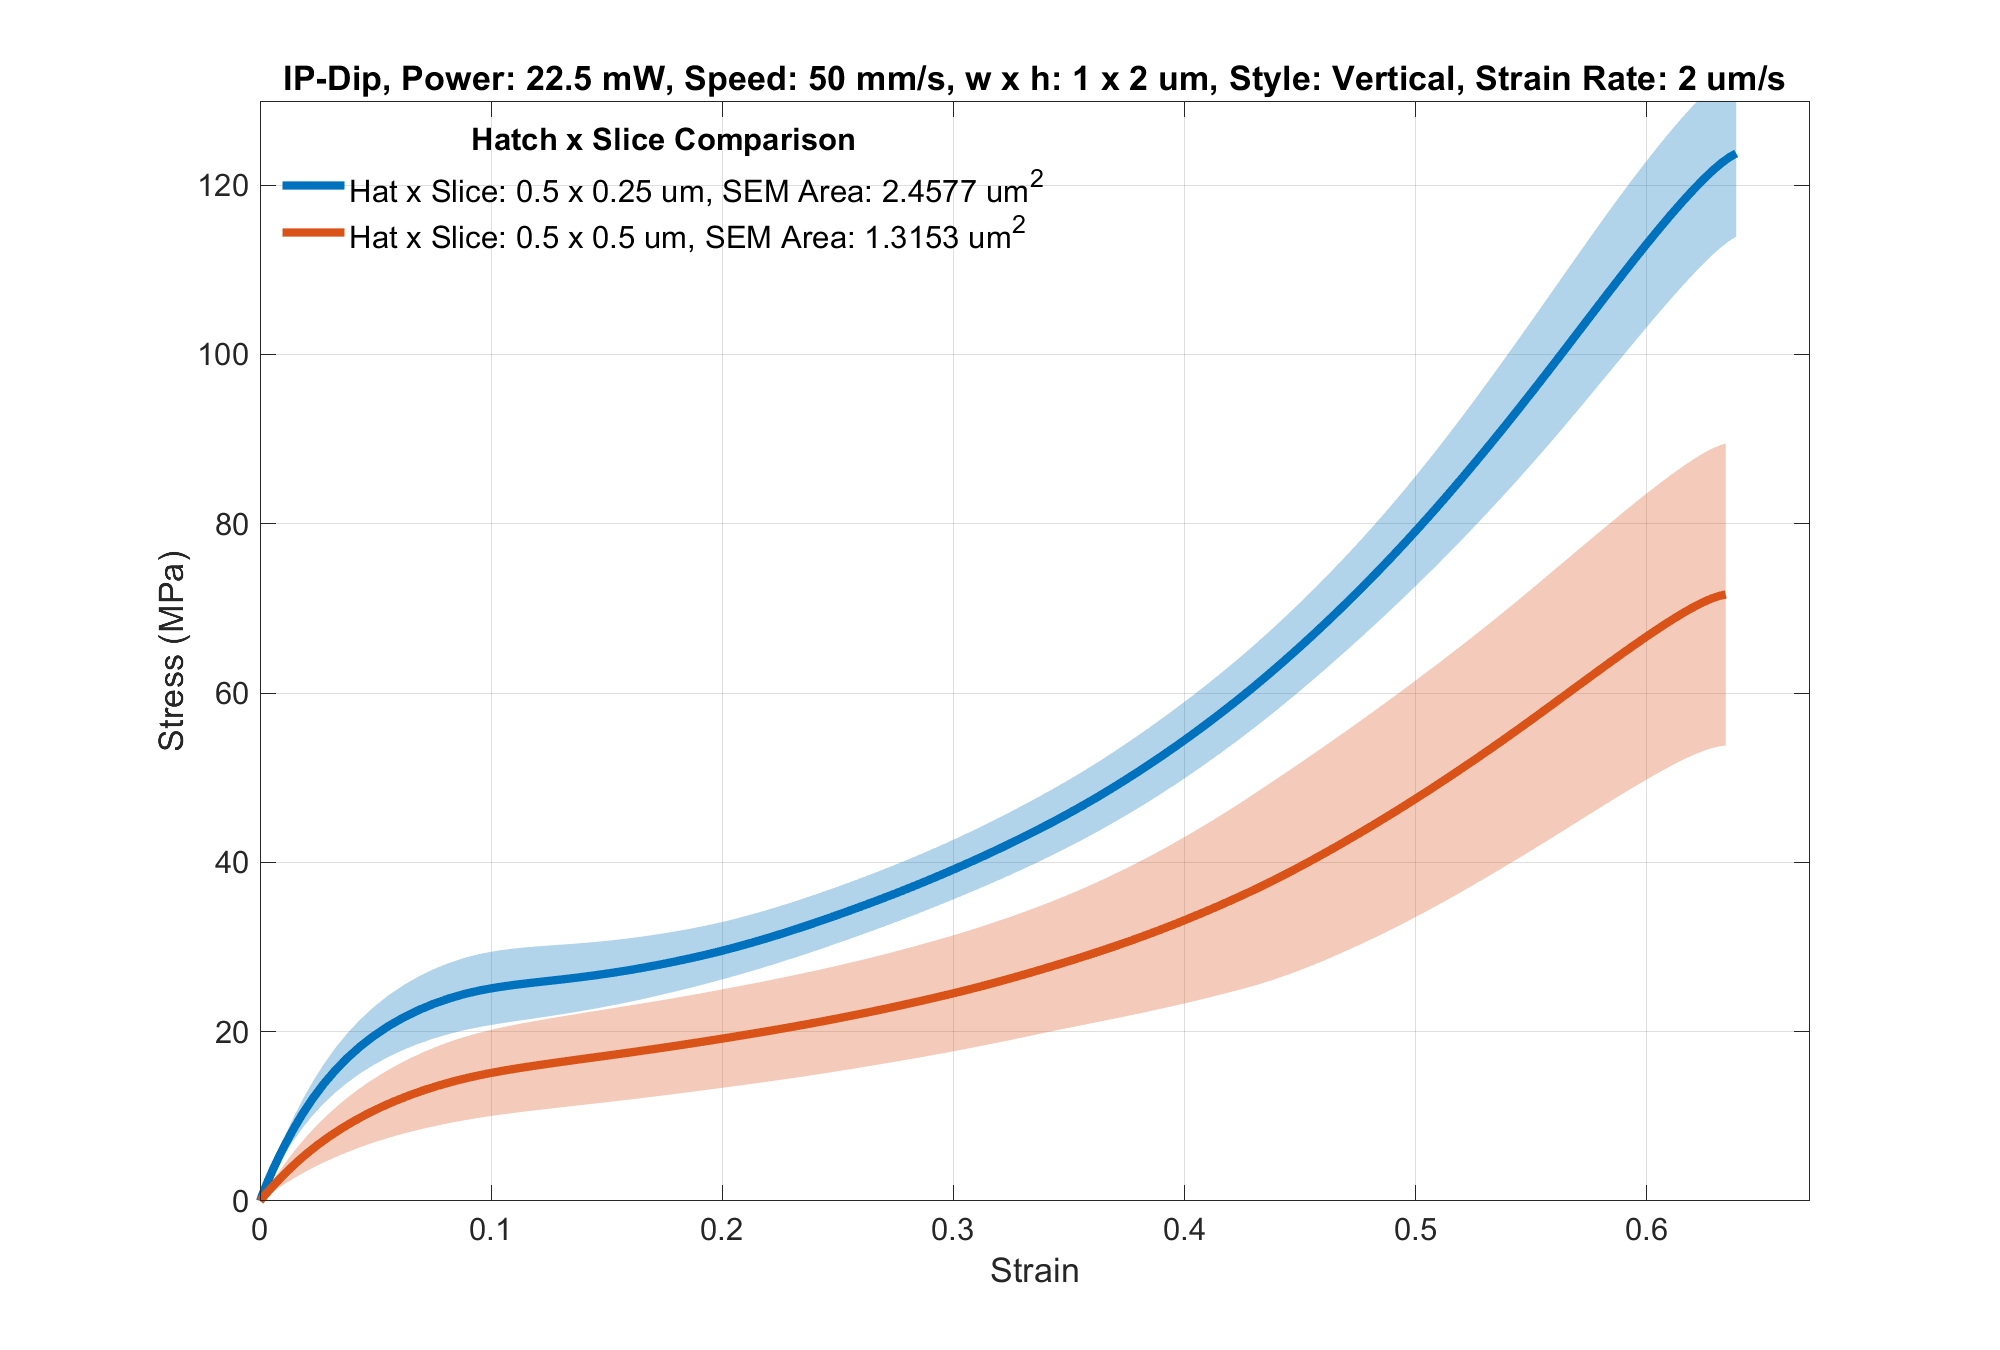 IP-Dip, Power: 22.5 mW, Speed: 50 mm/s, w x h: 1 x 2 um, Style: Vertical, Strain Rate: 2 um/s
Hatch x Slice Comparison
Hat x Slice: 0.5 x 0.25 um, SEM Area: 2.4577 um²
Hat x Slice: 0.5 x 0.5 um, SEM Area: 1.3153 um²
120
100
80
60
40
20
0
Stress (MPa)
0 0.1 0.2 0.3 0.4 0.5 0.6
Strain